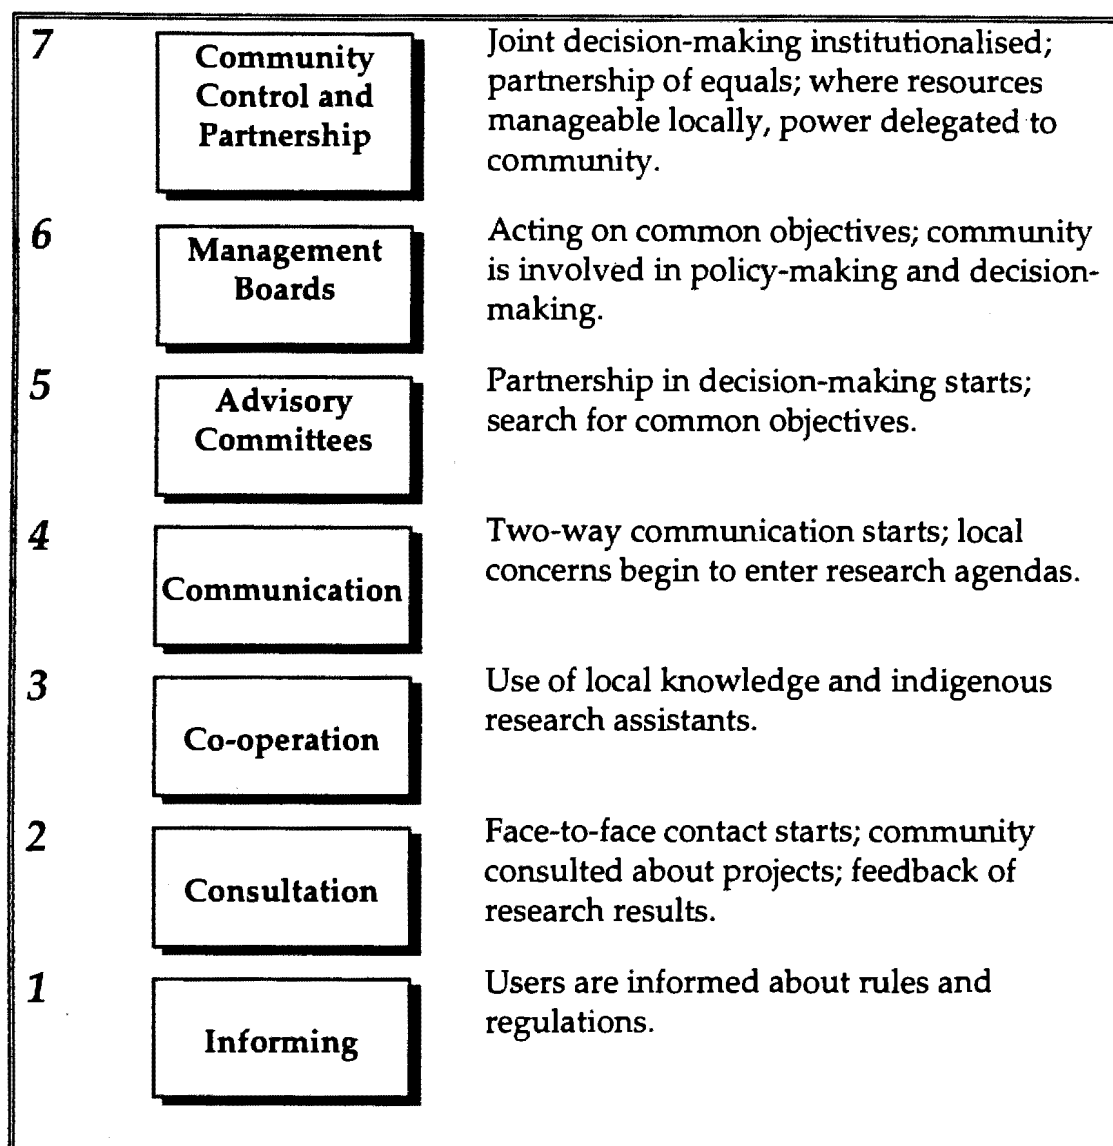 7
Community
Control and
Partnership
Joint decision-making institutionalised;
partnership of equals; where resources
manageable locally, power delegated to
community.
6
Management
Boards
Acting on common objectives; community
is involved in policy-making and decision-
making.
5
Advisory
Committees
Partnership in decision-making starts;
search for common objectives.
4
Communication
Two-way communication starts; local
concerns begin to enter research agendas.
3
Co-operation
Use of local knowledge and indigenous
research assistants.
2
Consultation
Face-to-face contact starts; community
consulted about projects; feedback of
research results.
1
Informing
Users are informed about rules and
regulations.